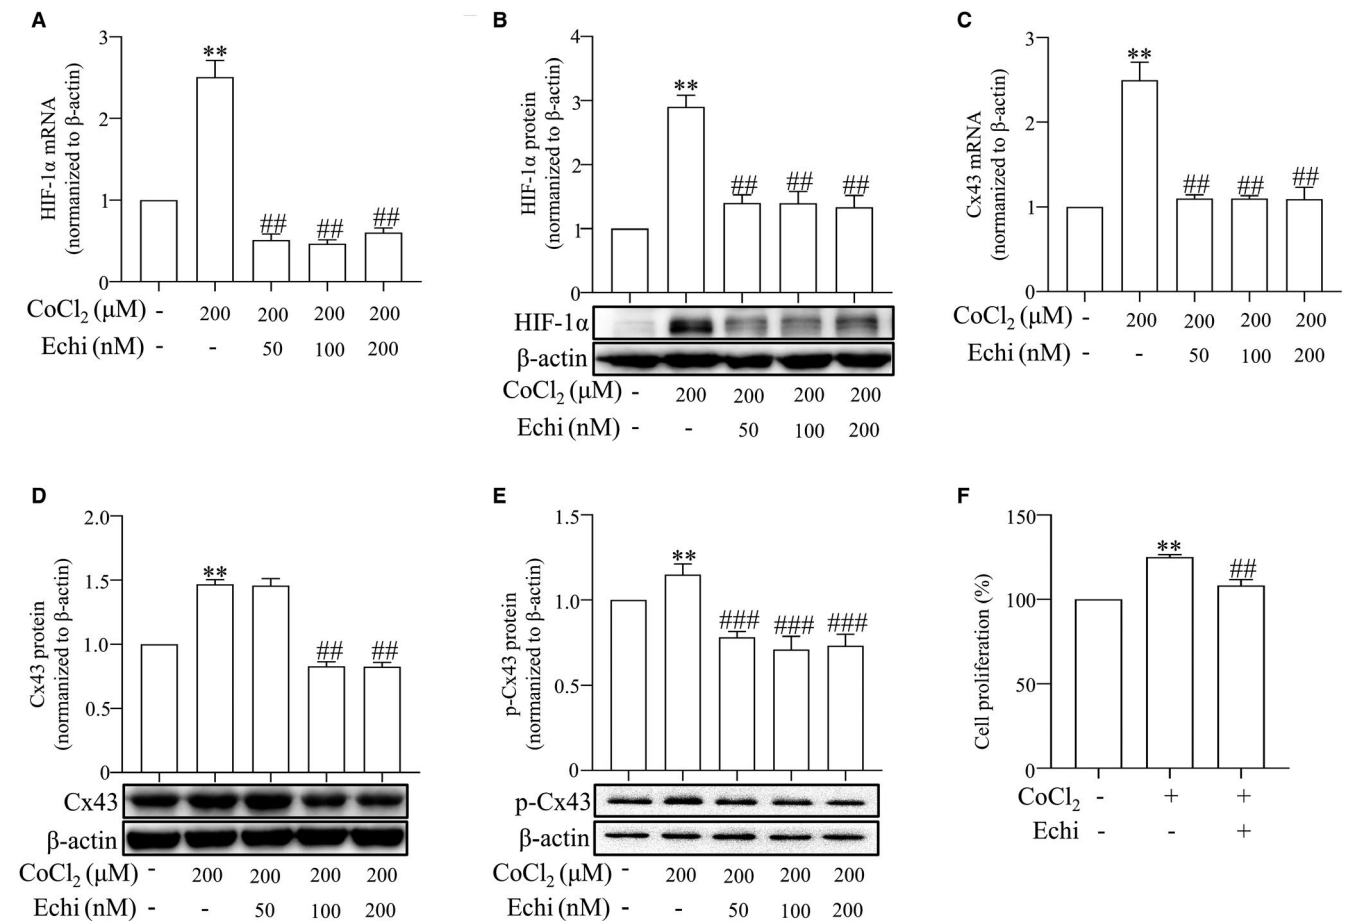 A
HIF-1α mRNA
(normanized to β-actin)
3
2
1
0
**
##
##
##
CoCl2 (μM) - 200 200 200 200
Echi (nM) - - 50 100 200
B
HIF-1α protein
(normanized to β-actin)
4
3
2
1
0
**
##
##
##
HIF-1α
β-actin
CoCl2 (μM) - 200 200 200 200
Echi (nM) - - 50 100 200
C
Cx43 mRNA
(normanized to β-actin)
3
2
1
0
**
##
##
##
CoCl2 (μM) - 200 200 200 200
Echi (nM) - - 50 100 200
D
Cx43 protein
(normanized to β-actin)
2.0
1.5
1.0
0.5
0
**
##
##
Cx43
β-actin
CoCl2 (μM) - 200 200 200 200
Echi (nM) - - 50 100 200
E
p-Cx43 protein
(normanized to β-actin)
1.5
1.0
0.5
0
**
###
###
###
p-Cx43
β-actin
CoCl2 (μM) - 200 200 200 200
Echi (nM) - - 50 100 200
F
Cell proliferation (%)
150
100
50
0
**
##
CoCl2 - + +
Echi - - +